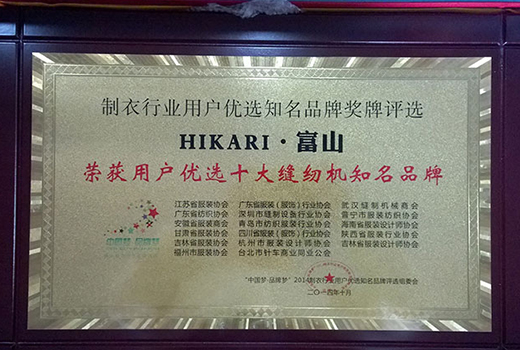 制衣行业用户优选知名品牌奖牌评选
HIKARI·富山
荣获用户优选十大缝纫机知名品牌
中国梦·品牌梦
江苏省服装协会 广东省服装(服饰)行业协会 武汉缝制机械商会
广东省纺织协会 深圳市缝制设备行业协会 普宁市服装纺织协会
安徽省服装商会 青岛市纺织服装行业协会 海南省服装设计师协会
甘肃省服装协会 四川省服装(服饰)行业协会 陕西省服装行业协会
吉林省服装协会 杭州市服装设计师协会 吉林省服装设计师协会
福州市服装协会 台北市针车商业同业公会
“中国梦·品牌梦”2014制衣行业用户优选知名品牌评选组委会
二〇一四年十月